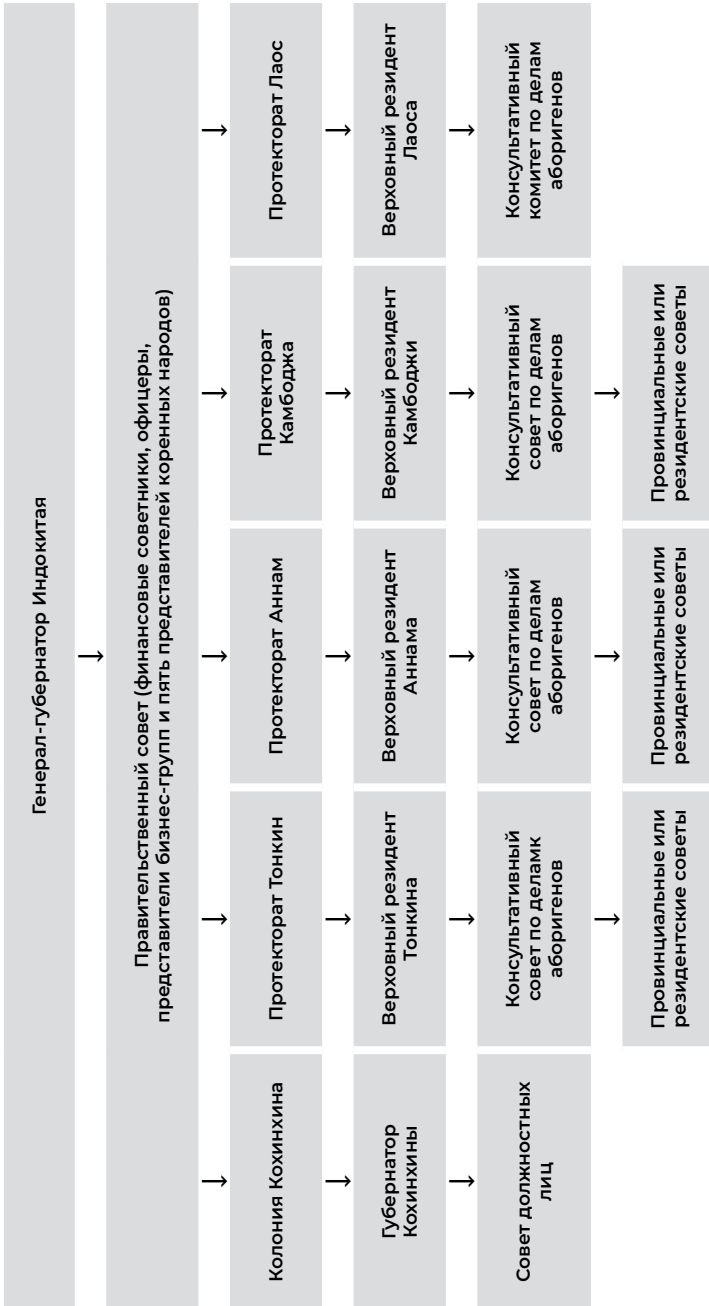 Генерал-губернатор Индокитая
Правительственный совет (финансовые советники, офицеры,
представители бизнес-групп и пять представителей коренных народов)
Колония Кохинхина
Протекторат Тонкин
Протекторат Аннам
Протекторат
Камбоджа
Протекторат Лаос
Губернатор
Кохинхины
Верховный резидент
Тонкина
Верховный резидент
Аннама
Верховный резидент
Камбоджи
Верховный резидент
Лаоса
Совет должностных
лиц
Консультативный
совет по деламк
аборигенов
Консультативный
совет по делам
аборигенов
Консультативный
совет по делам
аборигенов
Консультативный
комитет по делам
аборигенов
Провинциальные или
резидентские советы
Провинциальные или
резидентские советы
Провинциальные или
резидентские советы